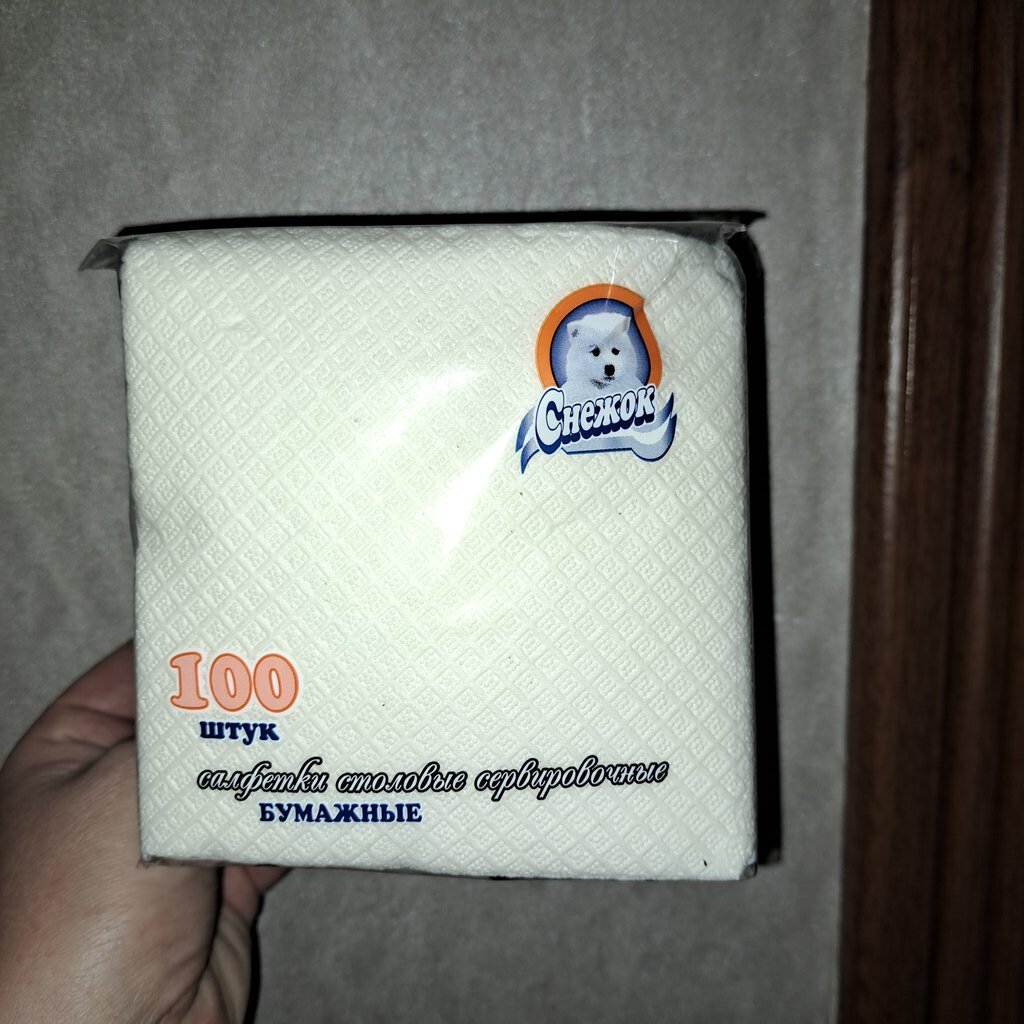 Снежок
100
штук
салфетки столовые сервировочные
БУМАЖНЫЕ